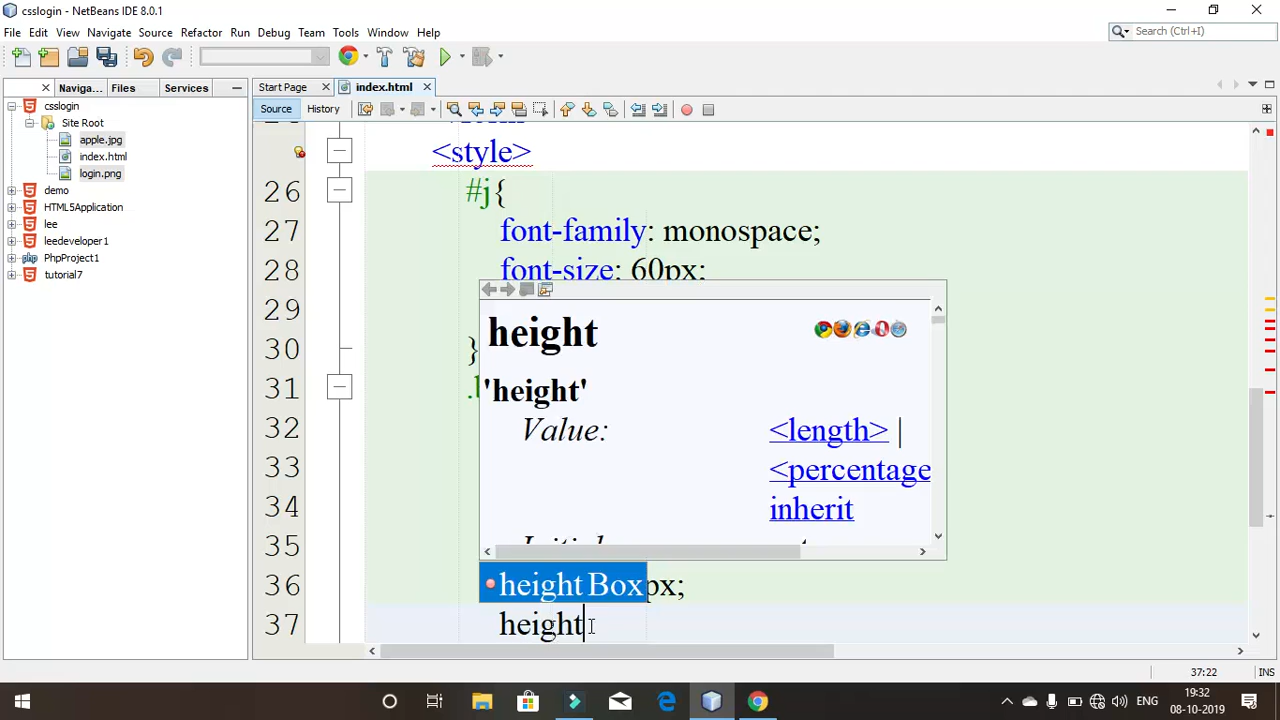 csslogin - NetBeans IDE 8.0.1
File Edit View Navigate Source Refactor Run Debug Team Tools Window Help
Search (Ctrl+I)
Naviga... Files Services
Start Page index.html
Source History
csslogin
Site Root
apple.jpg
index.html
login.png
demo
HTML5Application
lee
leedeveloper1
PhpProject1
tutorial7
<style>
26 #j{
27 font-family: monospace;
28 font-size: 60px;
29
30 }
31
32
33
34
35
36 px;
37 height
height
'height'
Value: <length> |
<percentage
inherit
height Box
37:22 INS
ENG
19:32
08-10-2019
INS